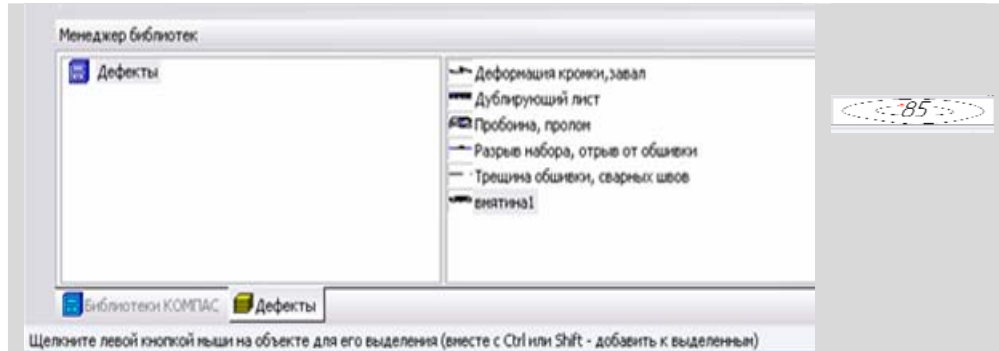 Менеджер библиотек
Дефекты
Деформация кромки,завал
Дублирующий лист
Пробоина, пролом
Разрыв набора, отрыв от обшивки
Трещина обшивки, сварных швов
вмятина1
85
Библиотеки КОМПАС
Дефекты
Щелкните левой кнопкой мыши на объекте для его выделения (вместе с Ctrl или Shift - добавить к выделенным)